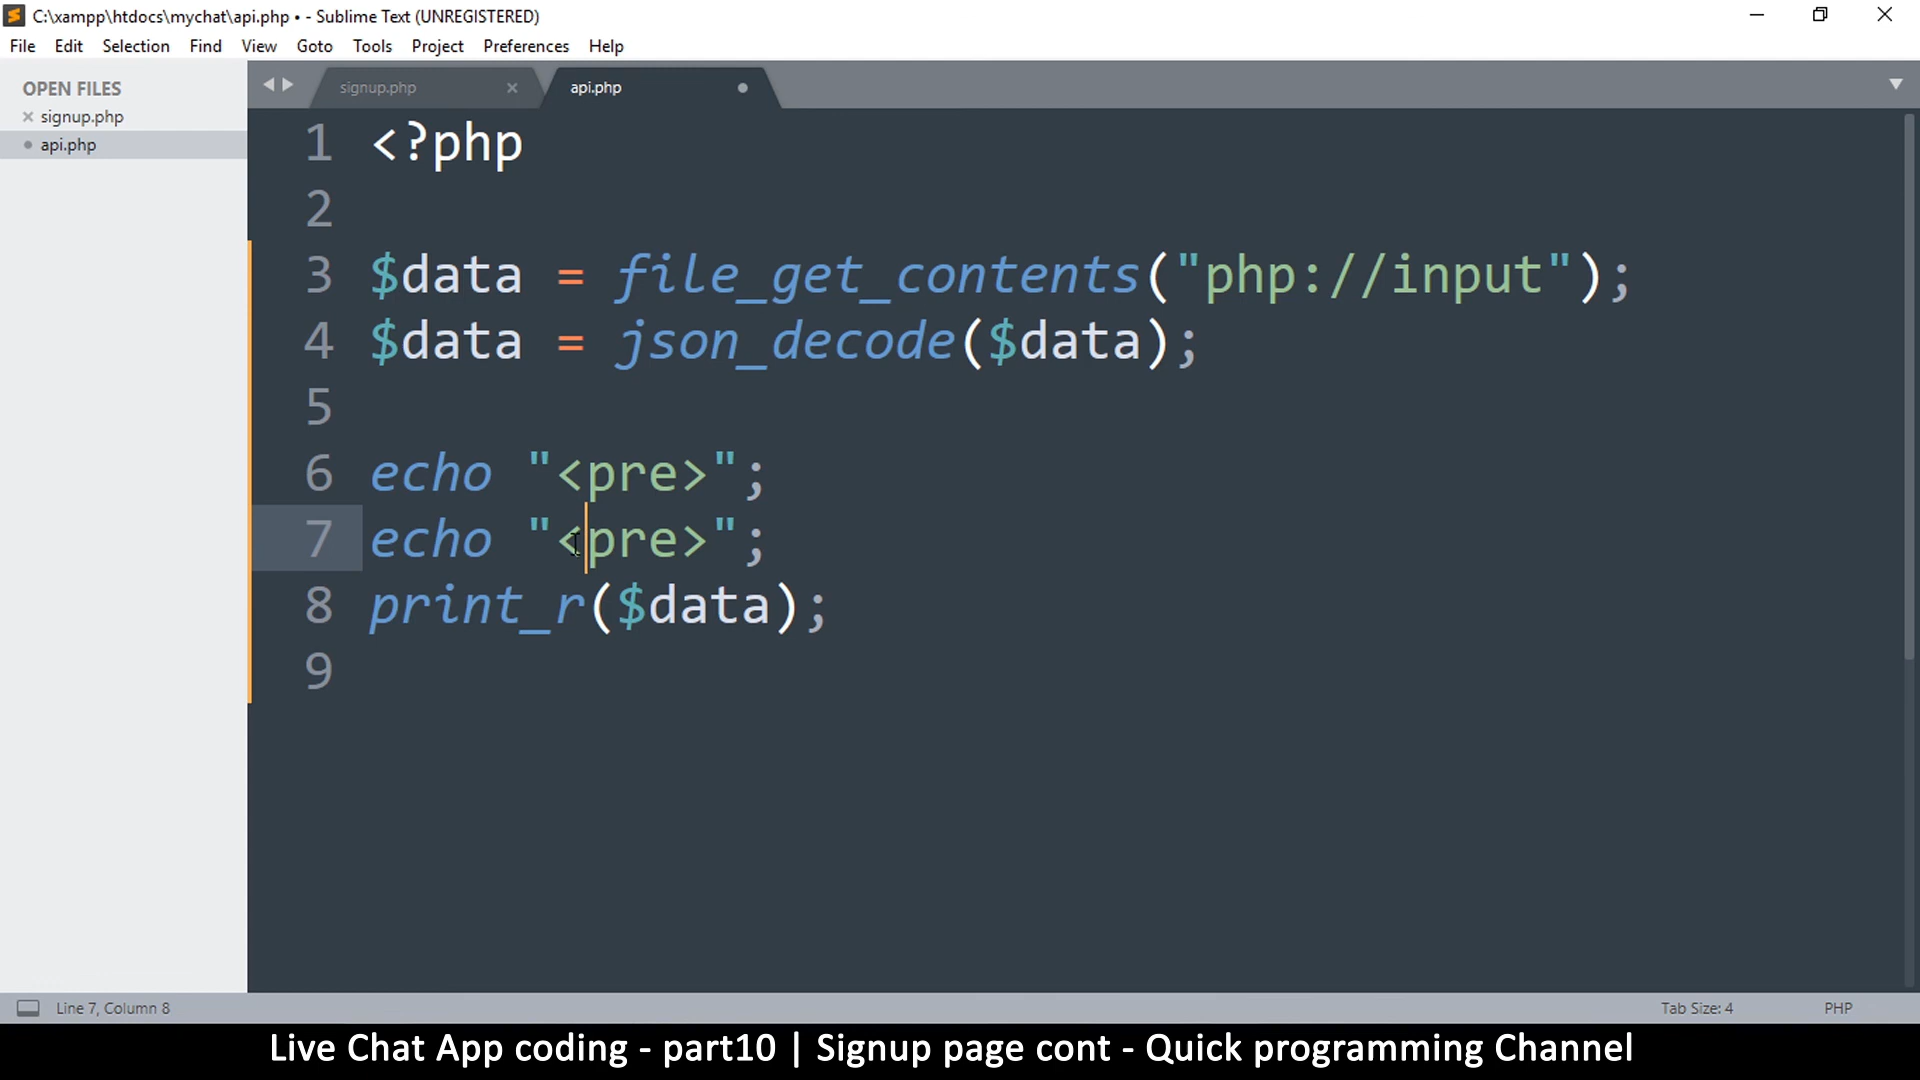 C:\xampp\htdocs\mychat\api.php • - Sublime Text (UNREGISTERED)
File Edit Selection Find View Goto Tools Project Preferences Help
OPEN FILES
signup.php
api.php
signup.php api.php
1 <?php
2
3 $data = file_get_contents("php://input");
4 $data = json_decode($data);
5
6 echo "<pre>";
7 echo "<pre>";
8 print_r($data);
9
Line 7, Column 8 Tab Size: 4 PHP
Live Chat App coding - part10 | Signup page cont - Quick programming Channel